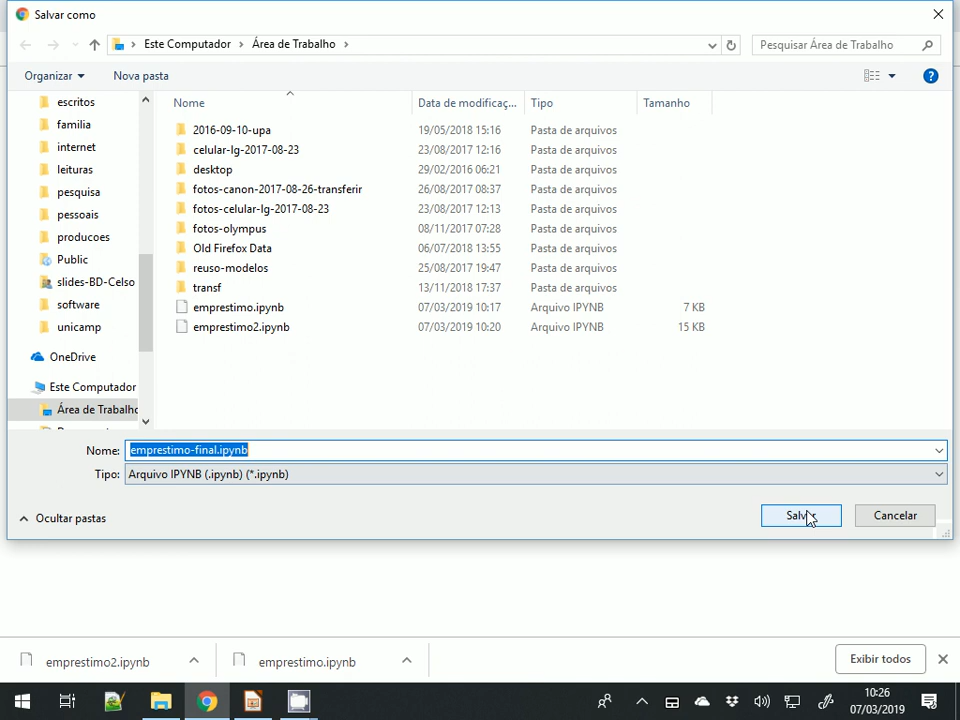 Salvar como
Este Computador > Área de Trabalho >
Pesquisar Área de Trabalho
Organizar
Nova pasta
escritos
familia
internet
leituras
pesquisa
pessoais
producoes
Public
slides-BD-Celso
software
unicamp
OneDrive
Este Computador
Área de Trabalho
Nome Data de modificaç... Tipo Tamanho
2016-09-10-upa 19/05/2018 15:16 Pasta de arquivos
celular-lg-2017-08-23 23/08/2017 12:16 Pasta de arquivos
desktop 29/02/2016 06:21 Pasta de arquivos
fotos-canon-2017-08-26-transferir 26/08/2017 08:37 Pasta de arquivos
fotos-celular-lg-2017-08-23 23/08/2017 12:13 Pasta de arquivos
fotos-olympus 08/11/2017 07:28 Pasta de arquivos
Old Firefox Data 06/07/2018 13:55 Pasta de arquivos
reuso-modelos 25/08/2017 19:47 Pasta de arquivos
transf 13/11/2018 17:37 Pasta de arquivos
emprestimo.ipynb 07/03/2019 10:17 Arquivo IPYNB 7 KB
emprestimo2.ipynb 07/03/2019 10:20 Arquivo IPYNB 15 KB
Nome: emprestimo-final.ipynb
Tipo: Arquivo IPYNB (.ipynb) (*.ipynb)
Ocultar pastas
Salvar
Cancelar
emprestimo2.ipynb
emprestimo.ipynb
Exibir todos
10:26
07/03/2019